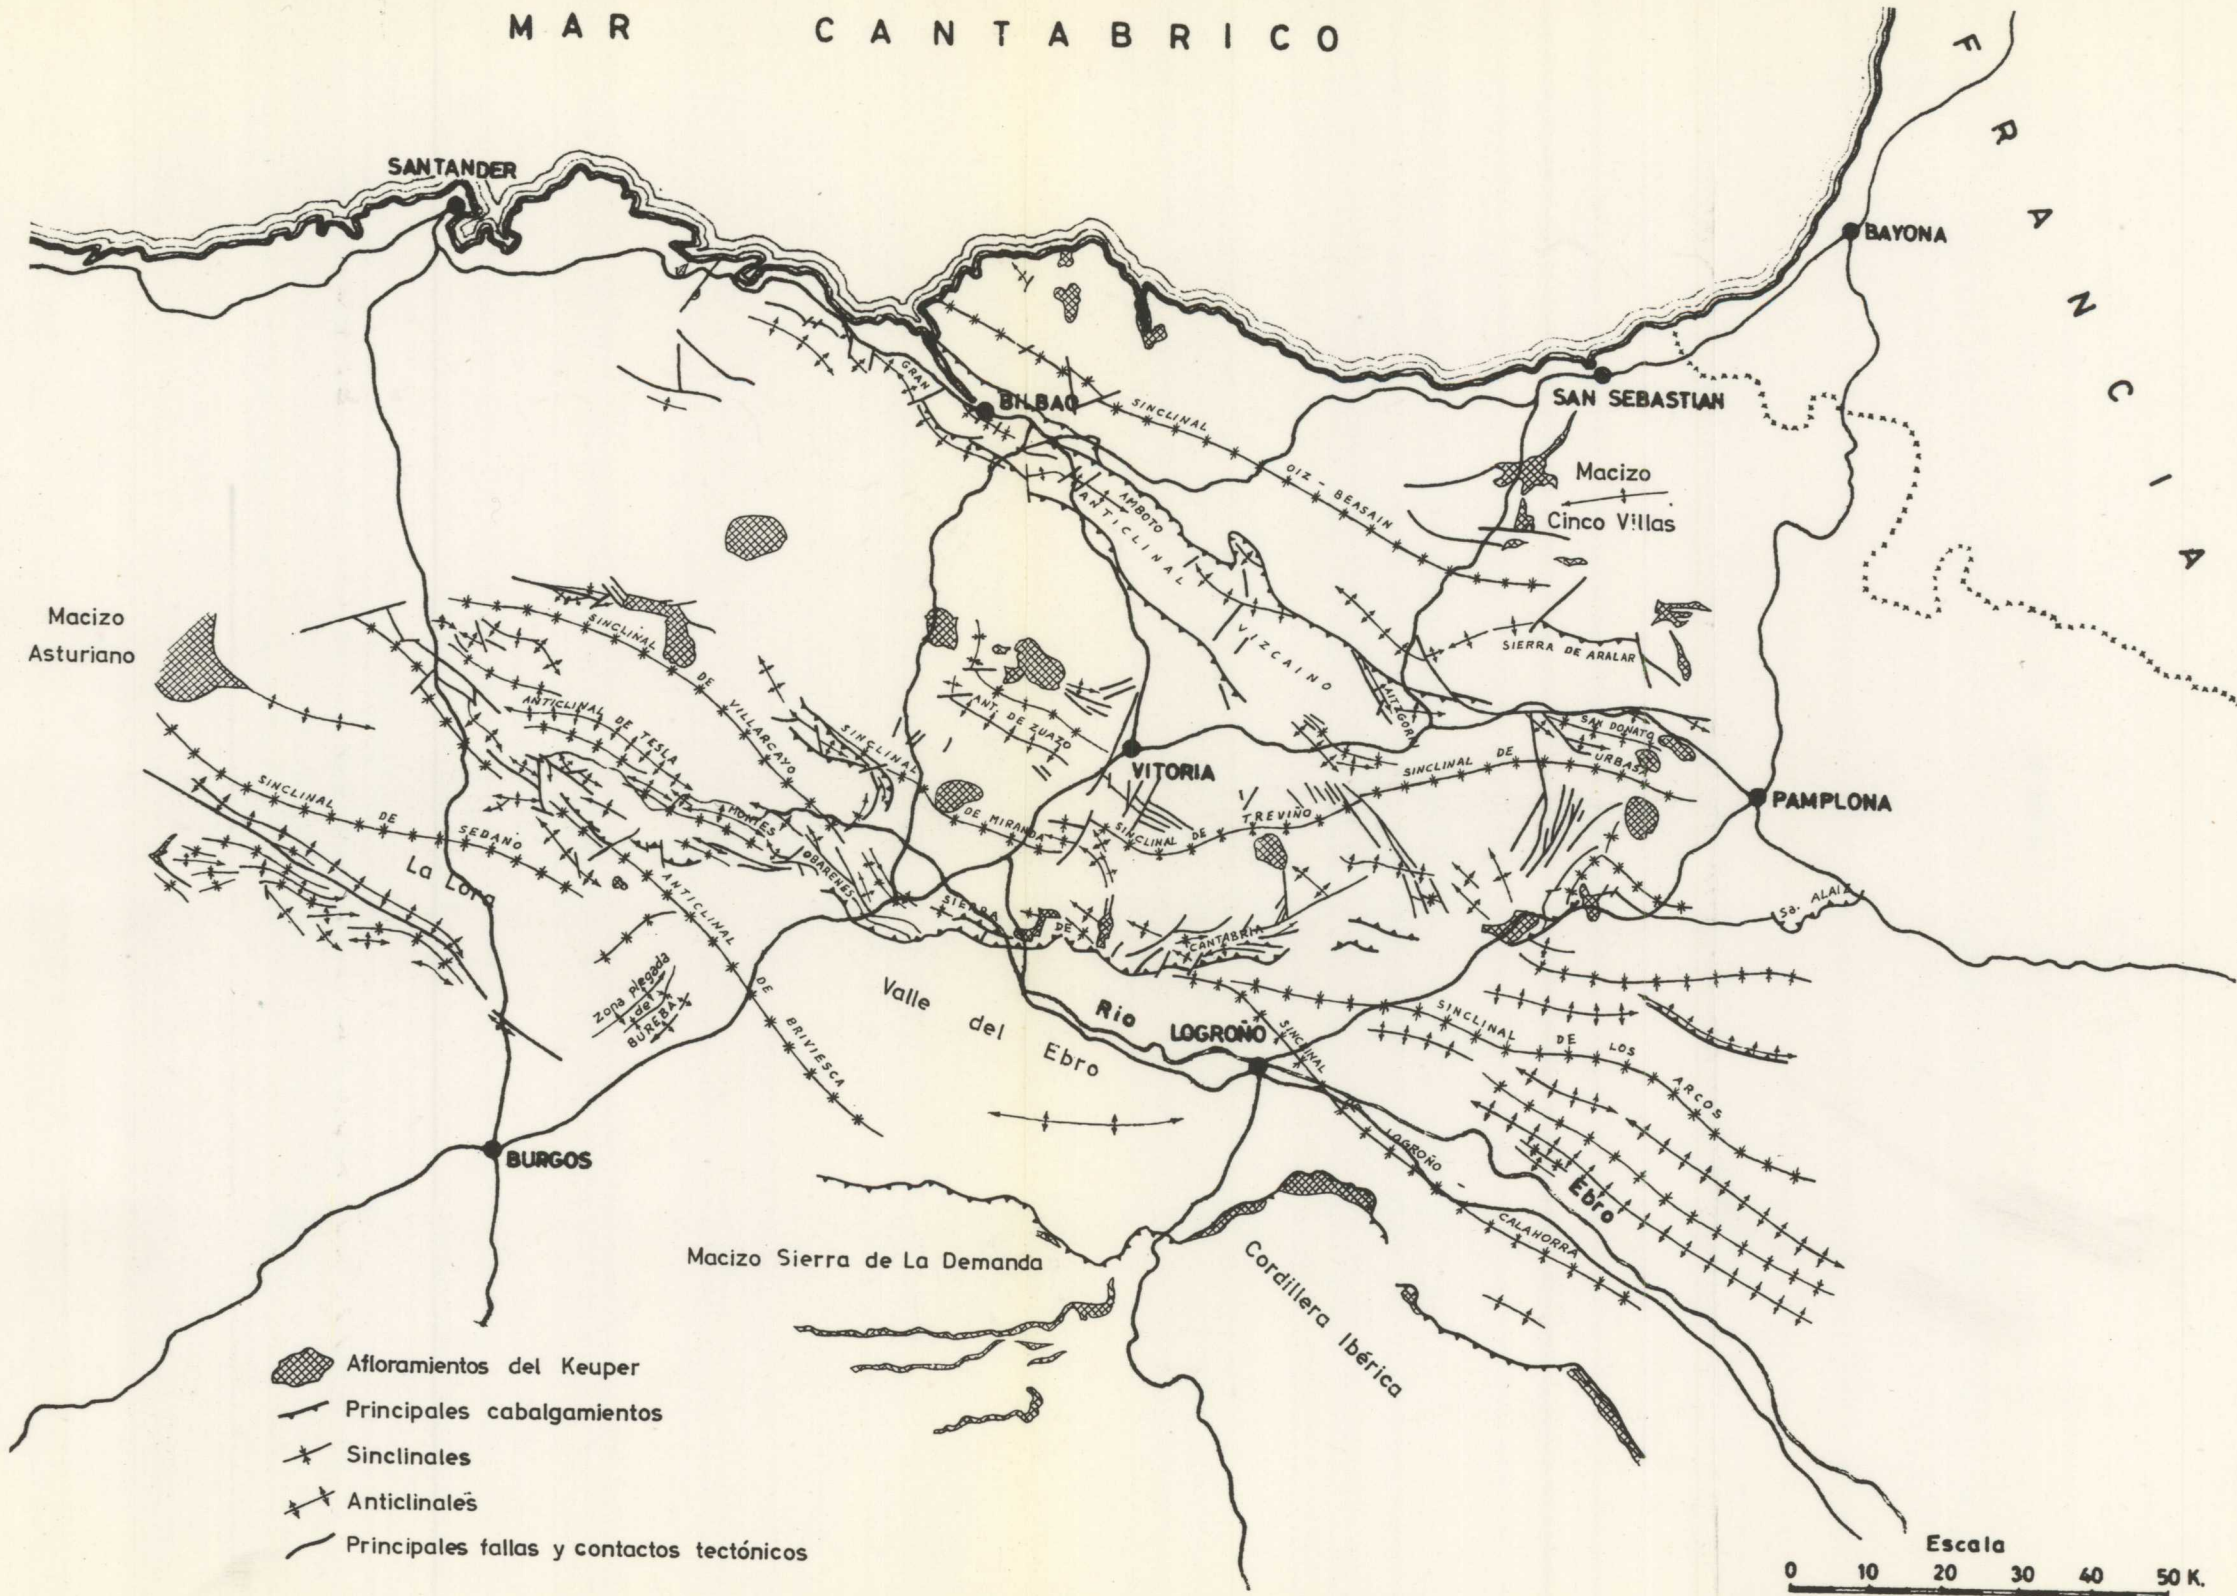 MAR CANTABRICO
FRANCIA
SANTANDER
BAYONA
SAN SEBASTIAN
BILBAO
GRAN
ANTICLINAL
VIZCAINO
AMBOTO
SINCLINAL
OIZ - BEASAIN
Macizo
Cinco Villas
Macizo
Asturiano
SINCLINAL DE VILLARCAYO
SIERRA DE ARALAR
AITZGORRI
ANTICLINAL DE TESLA
ANT. DE ZUAZO
SAN DONATO
URBASA
VITORIA
PAMPLONA
SINCLINAL DE MIRANDA
SINCLINAL DE TREVIÑO
SINCLINAL DE
SINCLINAL DE SEDANO
MONTES
OBARENES
La Lora
ANTICLINAL DE BRIVIESCA
SIERRA DE CANTABRIA
Sa. ALAIZ
Zona Plegada
de
BUREBA
Valle del Ebro
Rio
LOGROÑO
SINCLINAL DE LOS ARCOS
SINCLINAL
LOGROÑO
CALAHORRA
Ebro
BURGOS
Macizo Sierra de La Demanda
Cordillera Ibérica
Afloramientos del Keuper
Principales cabalgamientos
Sinclinales
Anticlinales
Principales fallas y contactos tectónicos
Escala
0 10 20 30 40 50 K.